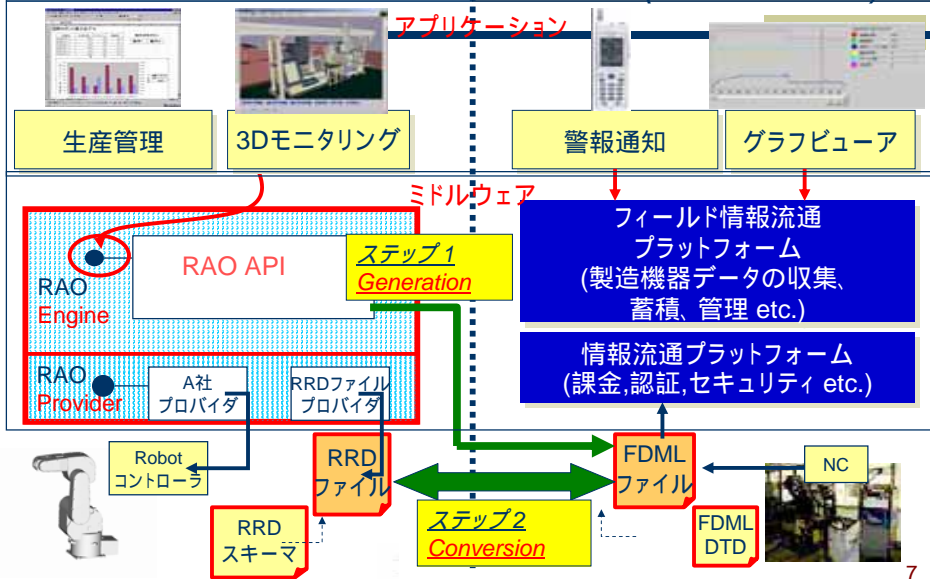 アプリケーション
生産管理
3Dモニタリング
警報通知
グラフビューア
ミドルウェア
RAO API
RAO
Engine
ステップ1
Generation
フィールド情報流通
プラットフォーム
(製造機器データの収集、
蓄積、管理 etc.)
RAO
Provider
A社
プロバイダ
RRDファイル
プロバイダ
情報流通プラットフォーム
(課金,認証,セキュリティ etc.)
Robot
コントローラ
RRD
ファイル
FDML
ファイル
NC
RRD
スキーマ
ステップ2
Conversion
FDML
DTD
7